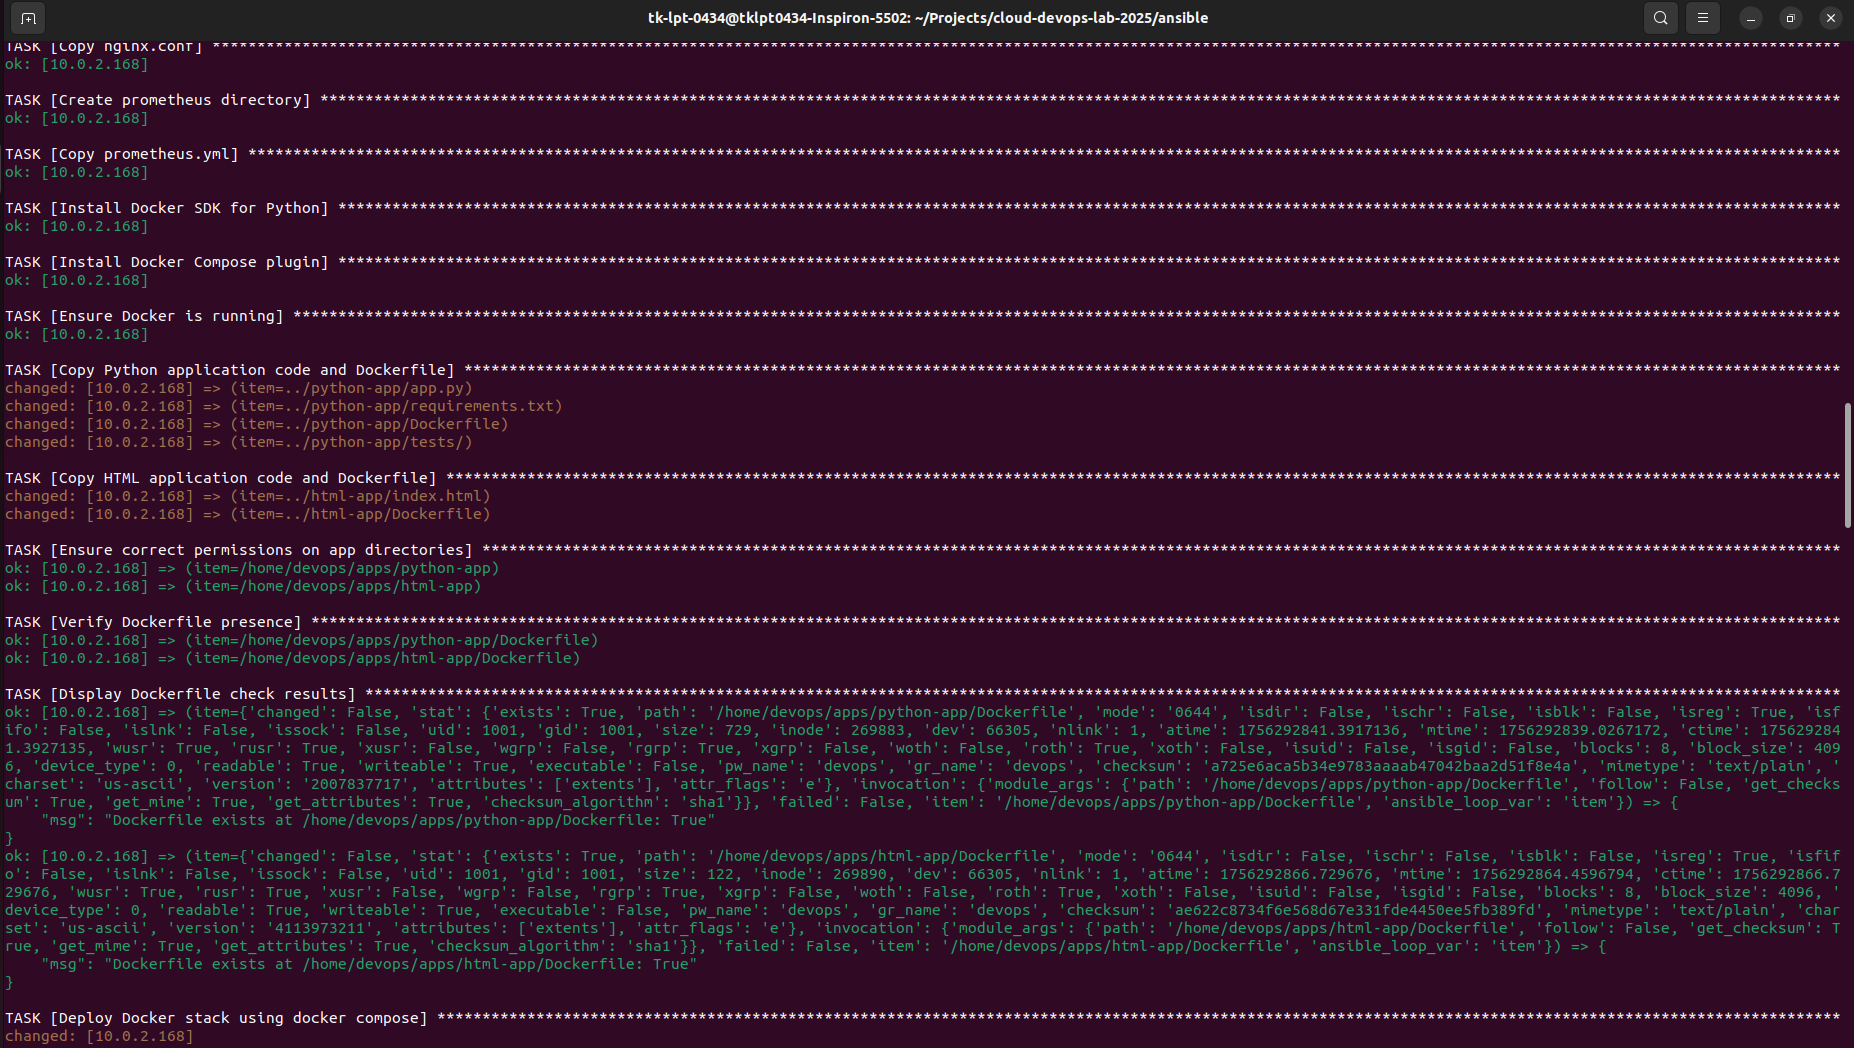 tk-lpt-0434@tklpt0434-Inspiron-5502: ~/Projects/cloud-devops-lab-2025/ansible
TASK [Copy nginx.conf] ****************************************************************************************************************************************************************************************
ok: [10.0.2.168]
TASK [Create prometheus directory] ****************************************************************************************************************************************************************************
ok: [10.0.2.168]
TASK [Copy prometheus.yml] ************************************************************************************************************************************************************************************
ok: [10.0.2.168]
TASK [Install Docker SDK for Python] **************************************************************************************************************************************************************************
ok: [10.0.2.168]
TASK [Install Docker Compose plugin] **************************************************************************************************************************************************************************
ok: [10.0.2.168]
TASK [Ensure Docker is running] *******************************************************************************************************************************************************************************
ok: [10.0.2.168]
TASK [Copy Python application code and Dockerfile] ************************************************************************************************************************************************************
changed: [10.0.2.168] => (item=../python-app/app.py)
changed: [10.0.2.168] => (item=../python-app/requirements.txt)
changed: [10.0.2.168] => (item=../python-app/Dockerfile)
changed: [10.0.2.168] => (item=../python-app/tests/)
TASK [Copy HTML application code and Dockerfile] **************************************************************************************************************************************************************
changed: [10.0.2.168] => (item=../html-app/index.html)
changed: [10.0.2.168] => (item=../html-app/Dockerfile)
TASK [Ensure correct permissions on app directories] **********************************************************************************************************************************************************
ok: [10.0.2.168] => (item=/home/devops/apps/python-app)
ok: [10.0.2.168] => (item=/home/devops/apps/html-app)
TASK [Verify Dockerfile presence] *****************************************************************************************************************************************************************************
ok: [10.0.2.168] => (item=/home/devops/apps/python-app/Dockerfile)
ok: [10.0.2.168] => (item=/home/devops/apps/html-app/Dockerfile)
TASK [Display Dockerfile check results] ***********************************************************************************************************************************************************************
ok: [10.0.2.168] => (item={'changed': False, 'stat': {'exists': True, 'path': '/home/devops/apps/python-app/Dockerfile', 'mode': '0644', 'isdir': False, 'ischr': False, 'isblk': False, 'isreg': True, 'isf
ifo': False, 'islnk': False, 'issock': False, 'uid': 1001, 'gid': 1001, 'size': 729, 'inode': 269883, 'dev': 66305, 'nlink': 1, 'atime': 1756292841.3917136, 'mtime': 1756292839.0267172, 'ctime': 175629284
1.3927135, 'wusr': True, 'rusr': True, 'xusr': False, 'wgrp': False, 'rgrp': True, 'xgrp': False, 'woth': False, 'roth': True, 'xoth': False, 'isuid': False, 'isgid': False, 'blocks': 8, 'block_size': 409
6, 'device_type': 0, 'readable': True, 'writeable': True, 'executable': False, 'pw_name': 'devops', 'gr_name': 'devops', 'checksum': 'a725e6aca5b34e9783aaaab47042baa2d51f8e4a', 'mimetype': 'text/plain', '
charset': 'us-ascii', 'version': '2007837717', 'attributes': ['extents'], 'attr_flags': 'e'}, 'invocation': {'module_args': {'path': '/home/devops/apps/python-app/Dockerfile', 'follow': False, 'get_checks
um': True, 'get_mime': True, 'get_attributes': True, 'checksum_algorithm': 'sha1'}}, 'failed': False, 'item': '/home/devops/apps/python-app/Dockerfile', 'ansible_loop_var': 'item'}) => {
    "msg": "Dockerfile exists at /home/devops/apps/python-app/Dockerfile: True"
}
ok: [10.0.2.168] => (item={'changed': False, 'stat': {'exists': True, 'path': '/home/devops/apps/html-app/Dockerfile', 'mode': '0644', 'isdir': False, 'ischr': False, 'isblk': False, 'isreg': True, 'isfif
o': False, 'islnk': False, 'issock': False, 'uid': 1001, 'gid': 1001, 'size': 122, 'inode': 269890, 'dev': 66305, 'nlink': 1, 'atime': 1756292866.729676, 'mtime': 1756292864.4596794, 'ctime': 1756292866.7
29676, 'wusr': True, 'rusr': True, 'xusr': False, 'wgrp': False, 'rgrp': True, 'xgrp': False, 'woth': False, 'roth': True, 'xoth': False, 'isuid': False, 'isgid': False, 'blocks': 8, 'block_size': 4096, '
device_type': 0, 'readable': True, 'writeable': True, 'executable': False, 'pw_name': 'devops', 'gr_name': 'devops', 'checksum': 'ae622c8734f6e568d67e331fde4450ee5fb389fd', 'mimetype': 'text/plain', 'char
set': 'us-ascii', 'version': '4113973211', 'attributes': ['extents'], 'attr_flags': 'e'}, 'invocation': {'module_args': {'path': '/home/devops/apps/html-app/Dockerfile', 'follow': False, 'get_checksum': T
rue, 'get_mime': True, 'get_attributes': True, 'checksum_algorithm': 'sha1'}}, 'failed': False, 'item': '/home/devops/apps/html-app/Dockerfile', 'ansible_loop_var': 'item'}) => {
    "msg": "Dockerfile exists at /home/devops/apps/html-app/Dockerfile: True"
}
TASK [Deploy Docker stack using docker compose] ***************************************************************************************************************************************************************
changed: [10.0.2.168]